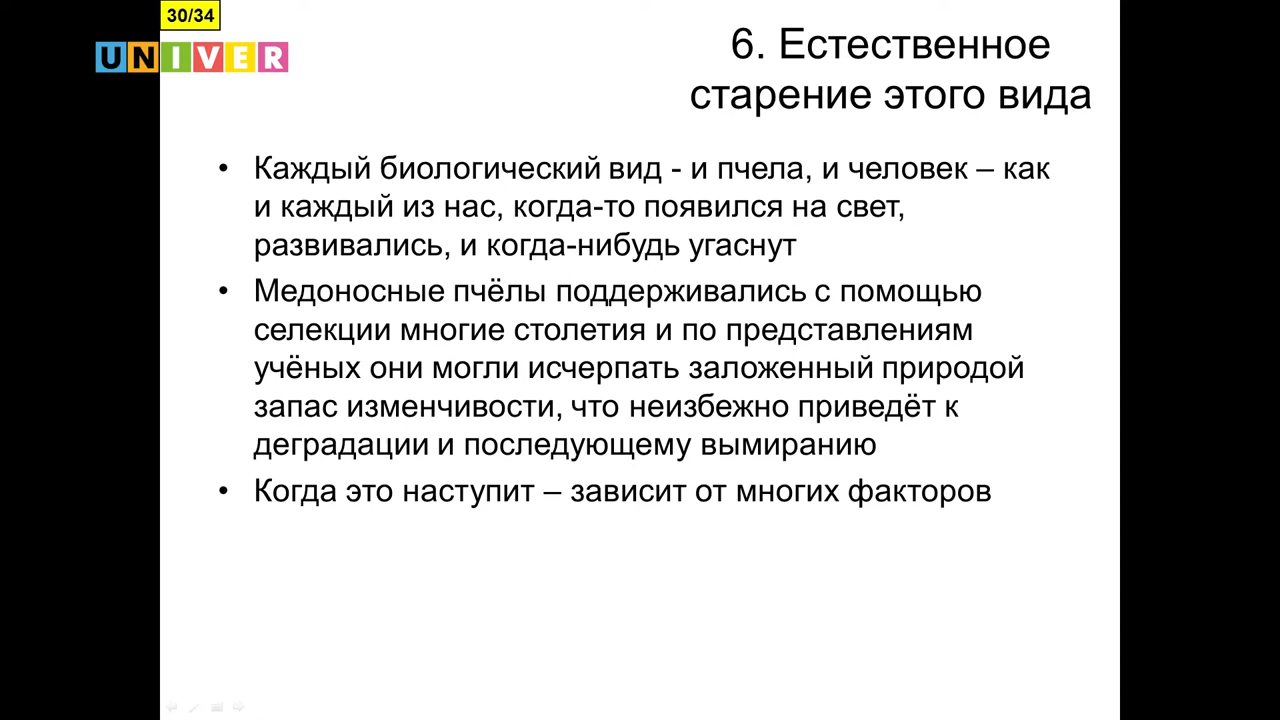 30/34
UNIVER
6. Естественное
старение этого вида
• Каждый биологический вид - и пчела, и человек – как
и каждый из нас, когда-то появился на свет,
развивались, и когда-нибудь угаснут
• Медоносные пчёлы поддерживались с помощью
селекции многие столетия и по представлениям
учёных они могли исчерпать заложенный природой
запас изменчивости, что неизбежно приведёт к
деградации и последующему вымиранию
• Когда это наступит – зависит от многих факторов